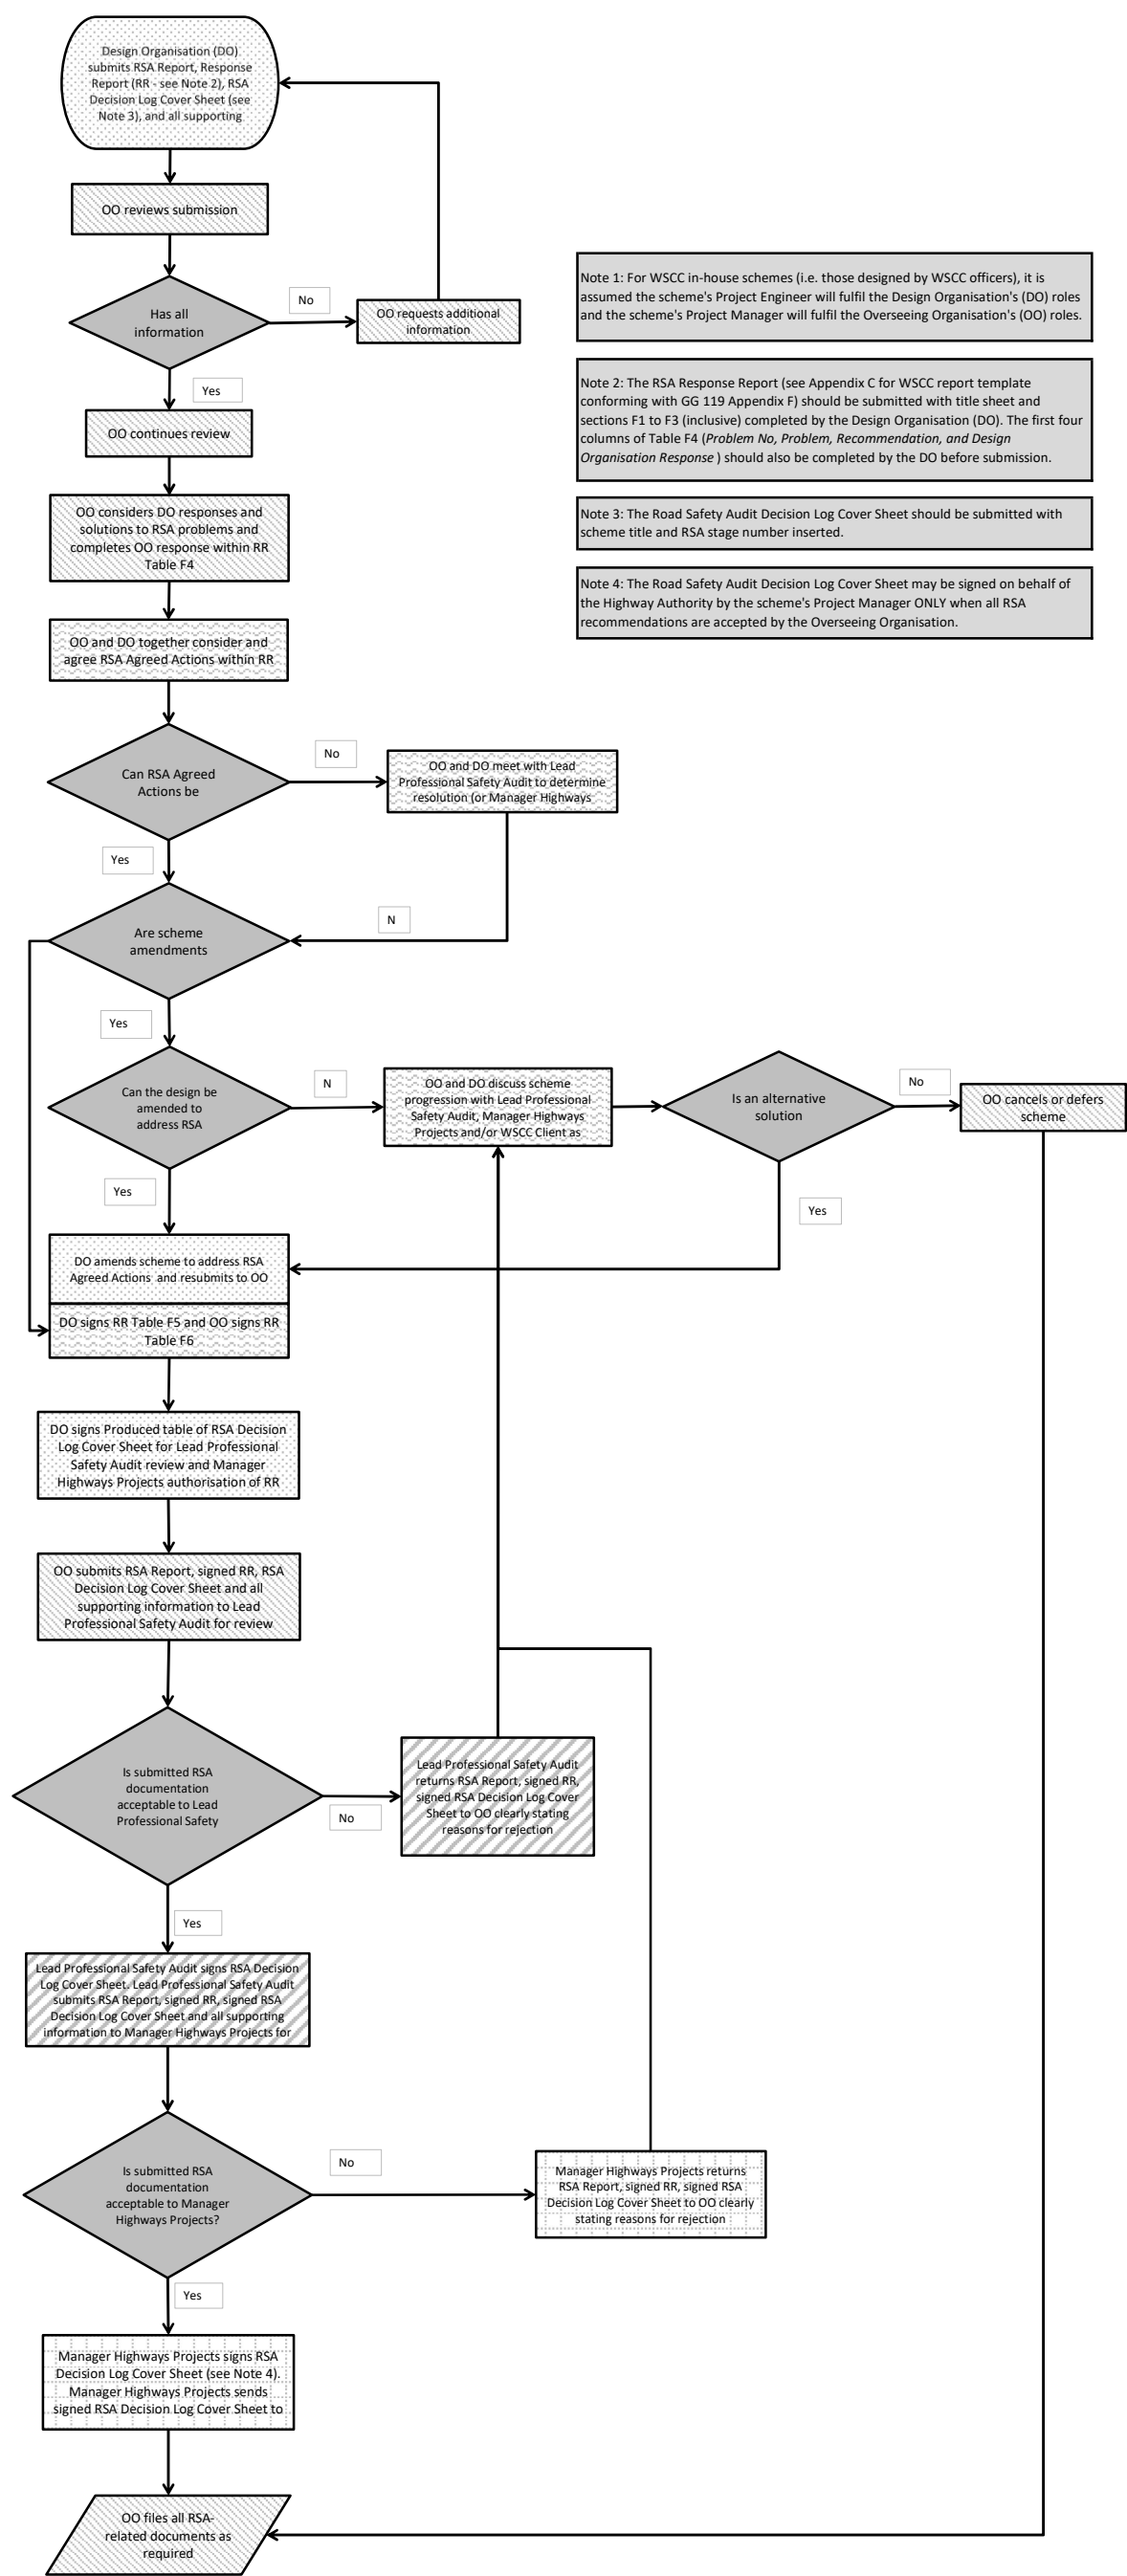 Design Organisation (DO)
submits RSA Report, Response
Report (RR - see Note 2), RSA
Decision Log Cover Sheet (see
Note 3), and all supporting
OO reviews submission
Has all
information
No
OO requests additional
information
Yes
OO continues review
OO considers DO responses and
solutions to RSA problems and
completes OO response within RR
Table F4
OO and DO together consider and
agree RSA Agreed Actions within RR
Note 1: For WSCC in-house schemes (i.e. those designed by WSCC officers), it is
assumed the scheme's Project Engineer will fulfil the Design Organisation's (DO) roles
and the scheme's Project Manager will fulfil the Overseeing Organisation's (OO) roles.
Note 2: The RSA Response Report (see Appendix C for WSCC report template
conforming with GG 119 Appendix F) should be submitted with title sheet and
sections F1 to F3 (inclusive) completed by the Design Organisation (DO). The first four
columns of Table F4 (Problem No, Problem, Recommendation, and Design
Organisation Response ) should also be completed by the DO before submission.
Note 3: The Road Safety Audit Decision Log Cover Sheet should be submitted with
scheme title and RSA stage number inserted.
Note 4: The Road Safety Audit Decision Log Cover Sheet may be signed on behalf of
the Highway Authority by the scheme's Project Manager ONLY when all RSA
recommendations are accepted by the Overseeing Organisation.
Can RSA Agreed
Actions be
No
OO and DO meet with Lead
Professional Safety Audit to determine
resolution (or Manager Highways
Yes
Are scheme
amendments
N
Yes
Can the design be
amended to
address RSA
N
OO and DO discuss scheme
progression with Lead Professional
Safety Audit, Manager Highways
Projects and/or WSCC Client as
Is an alternative
solution
No
OO cancels or defers
scheme
Yes
Yes
DO amends scheme to address RSA
Agreed Actions and resubmits to OO
DO signs RR Table F5 and OO signs RR
Table F6
DO signs Produced table of RSA Decision
Log Cover Sheet for Lead Professional
Safety Audit review and Manager
Highways Projects authorisation of RR
OO submits RSA Report, signed RR, RSA
Decision Log Cover Sheet and all
supporting information to Lead
Professional Safety Audit for review
Is submitted RSA
documentation
acceptable to Lead
Professional Safety
No
Lead Professional Safety Audit
returns RSA Report, signed RR,
signed RSA Decision Log Cover
Sheet to OO clearly stating
reasons for rejection
Yes
Lead Professional Safety Audit signs RSA Decision
Log Cover Sheet. Lead Professional Safety Audit
submits RSA Report, signed RR, signed RSA
Decision Log Cover Sheet and all supporting
information to Manager Highways Projects for
Is submitted RSA
documentation
acceptable to Manager
Highways Projects?
No
Manager Highways Projects returns
RSA Report, signed RR, signed RSA
Decision Log Cover Sheet to OO clearly
stating reasons for rejection
Yes
Manager Highways Projects signs RSA
Decision Log Cover Sheet (see Note 4).
Manager Highways Projects sends
signed RSA Decision Log Cover Sheet to
OO files all RSA-
related documents as
required